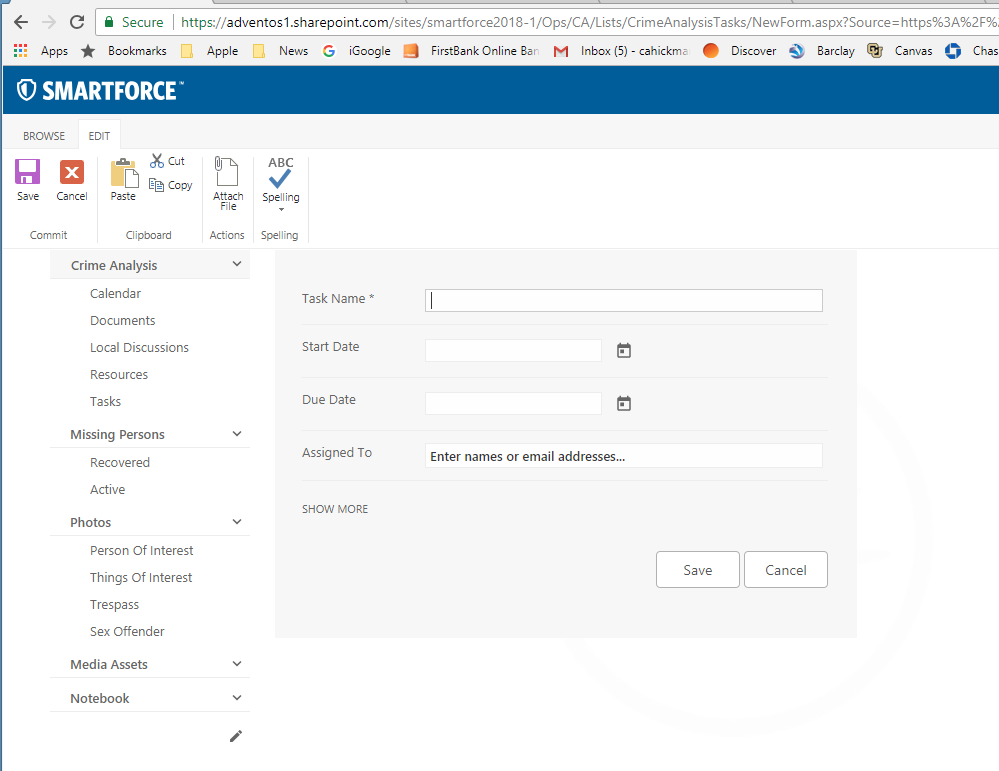 Secure https://adventos1.sharepoint.com/sites/smartforce2018-1/Ops/CA/Lists/CrimeAnalysisTasks/NewForm.aspx?Source=https%3A%2F%
Apps Bookmarks Apple News iGoogle FirstBank Online Ban Inbox (5) - cahickma Discover Barclay Canvas Chas
SMARTFORCE™
BROWSE EDIT
Save
Cancel
Paste
Cut
Copy
Attach File
ABC
Spelling
Commit Clipboard Actions Spelling
Crime Analysis
Calendar
Documents
Local Discussions
Resources
Tasks
Missing Persons
Recovered
Active
Photos
Person Of Interest
Things Of Interest
Trespass
Sex Offender
Media Assets
Notebook
Task Name *
Start Date
Due Date
Assigned To Enter names or email addresses...
SHOW MORE
Save Cancel